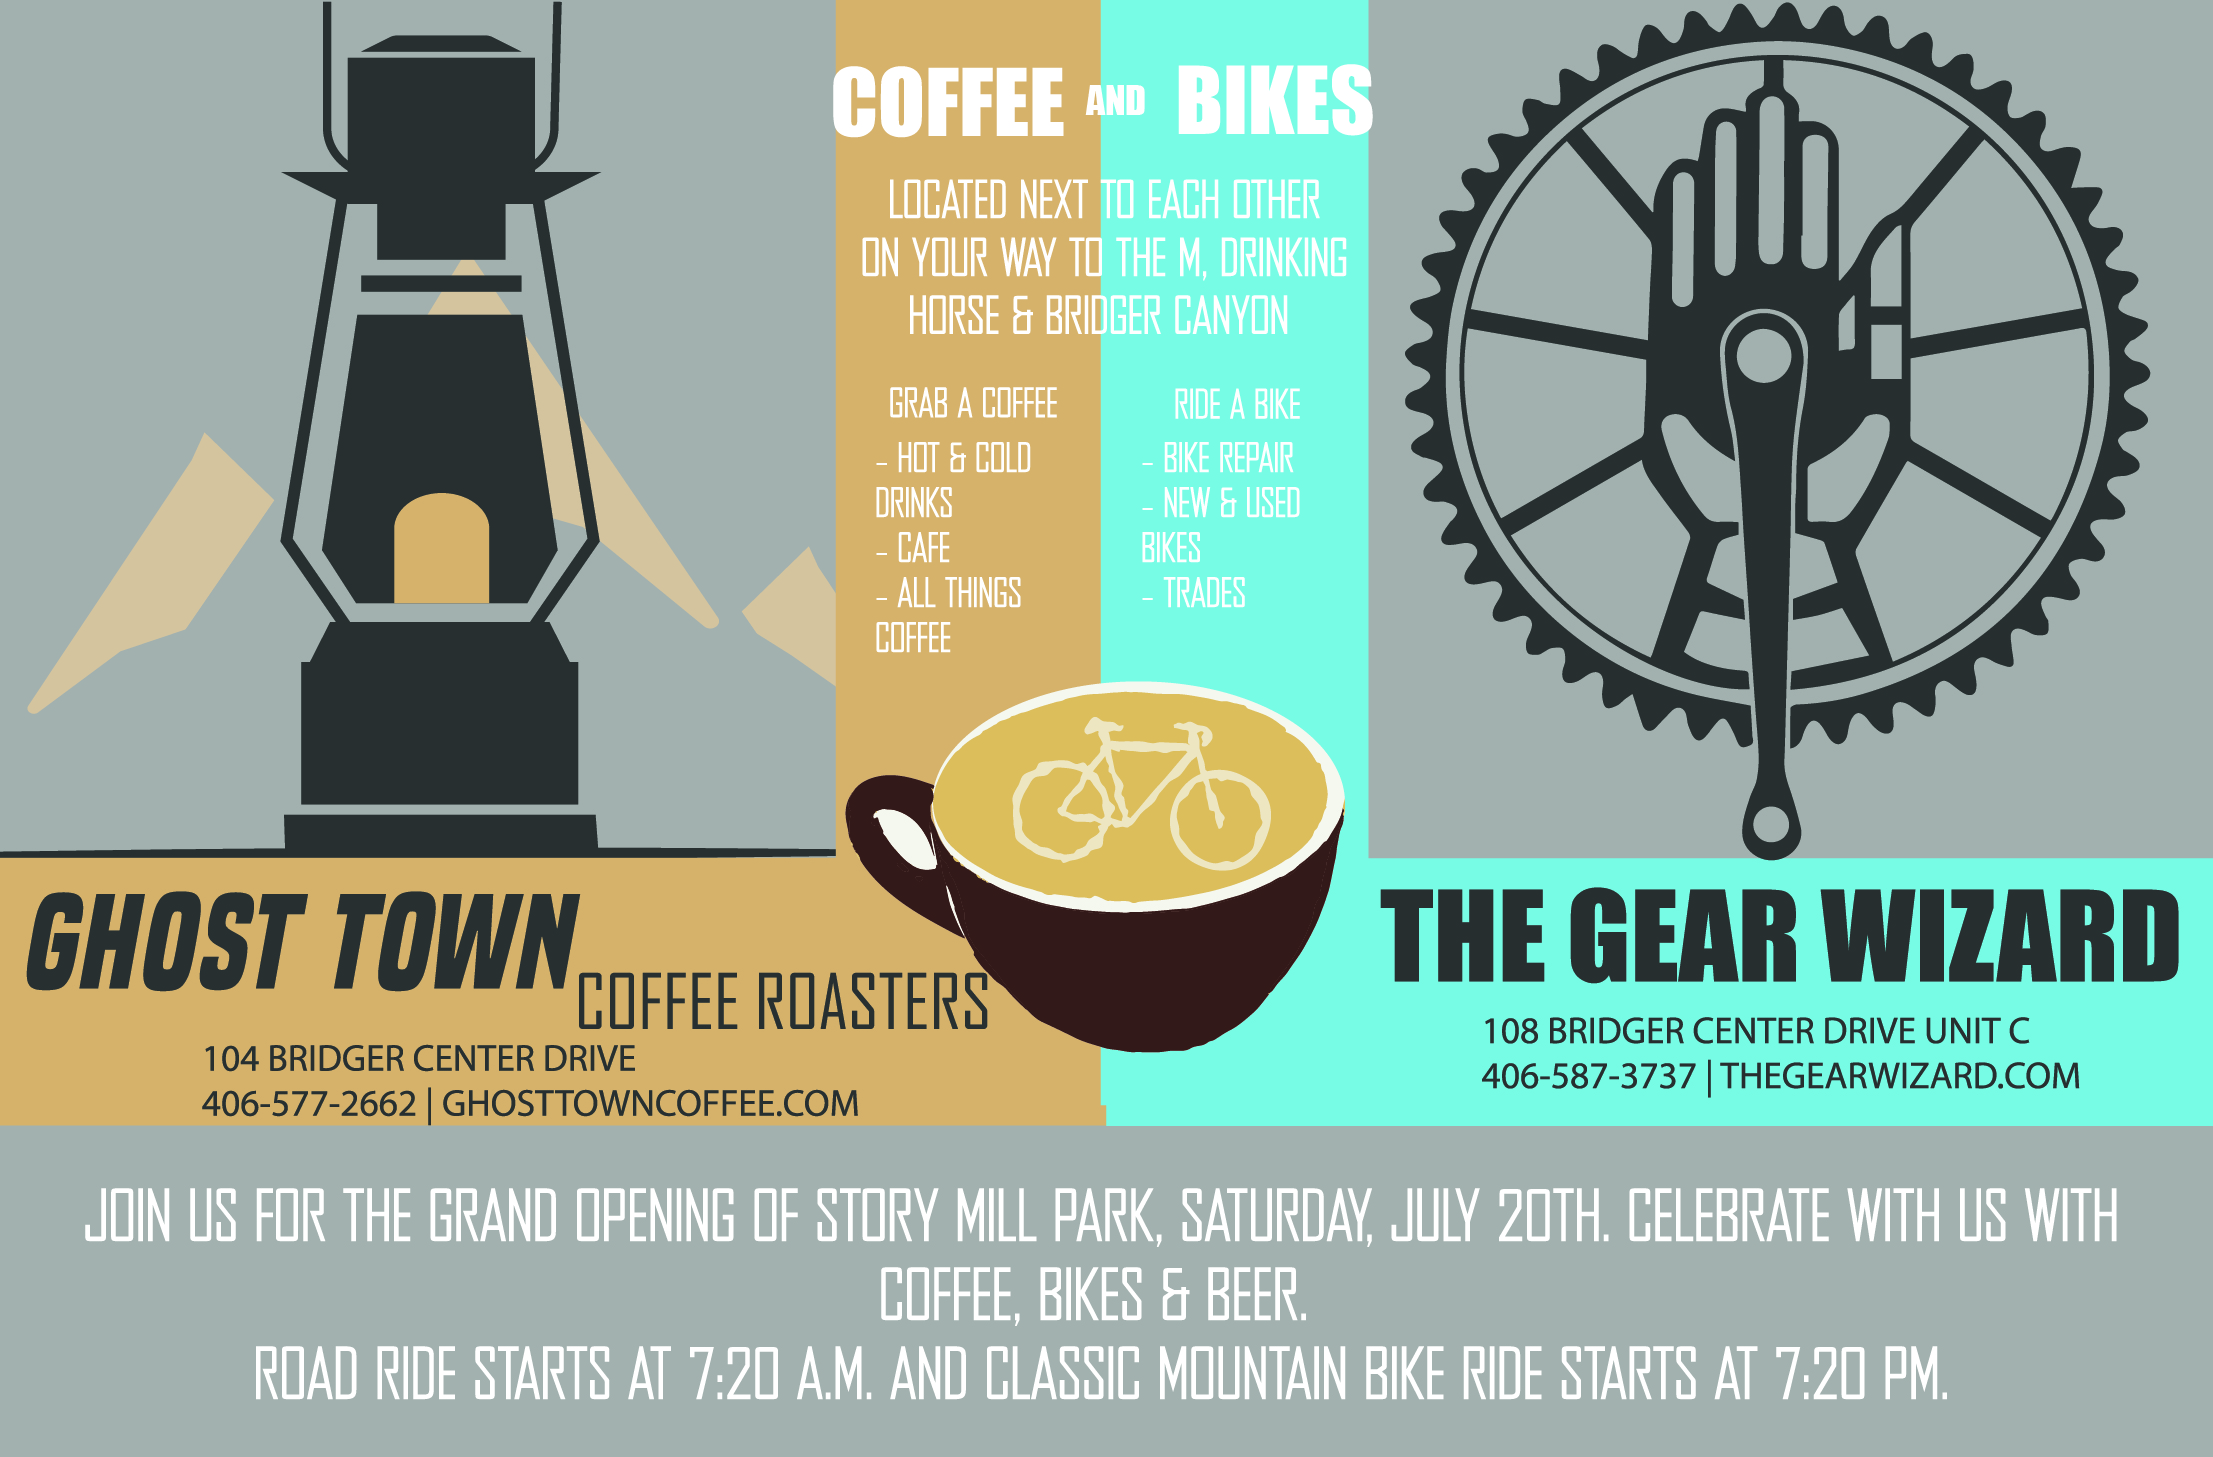 COFFEE AND BIKES
LOCATED NEXT TO EACH OTHER
ON YOUR WAY TO THE M, DRINKING
HORSE & BRIDGER CANYON
GRAB A COFFEE
- HOT & COLD
DRINKS
- CAFE
- ALL THINGS
COFFEE
RIDE A BIKE
- BIKE REPAIR
- NEW & USED
BIKES
- TRADES
GHOST TOWN
COFFEE ROASTERS
104 BRIDGER CENTER DRIVE
406-577-2662 | GHOSTTOWNCOFFEE.COM
THE GEAR WIZARD
108 BRIDGER CENTER DRIVE UNIT C
406-587-3737 | THEGEARWIZARD.COM
JOIN US FOR THE GRAND OPENING OF STORY MILL PARK, SATURDAY, JULY 20TH. CELEBRATE WITH US WITH
COFFEE, BIKES & BEER.
ROAD RIDE STARTS AT 7:20 A.M. AND CLASSIC MOUNTAIN BIKE RIDE STARTS AT 7:20 PM.